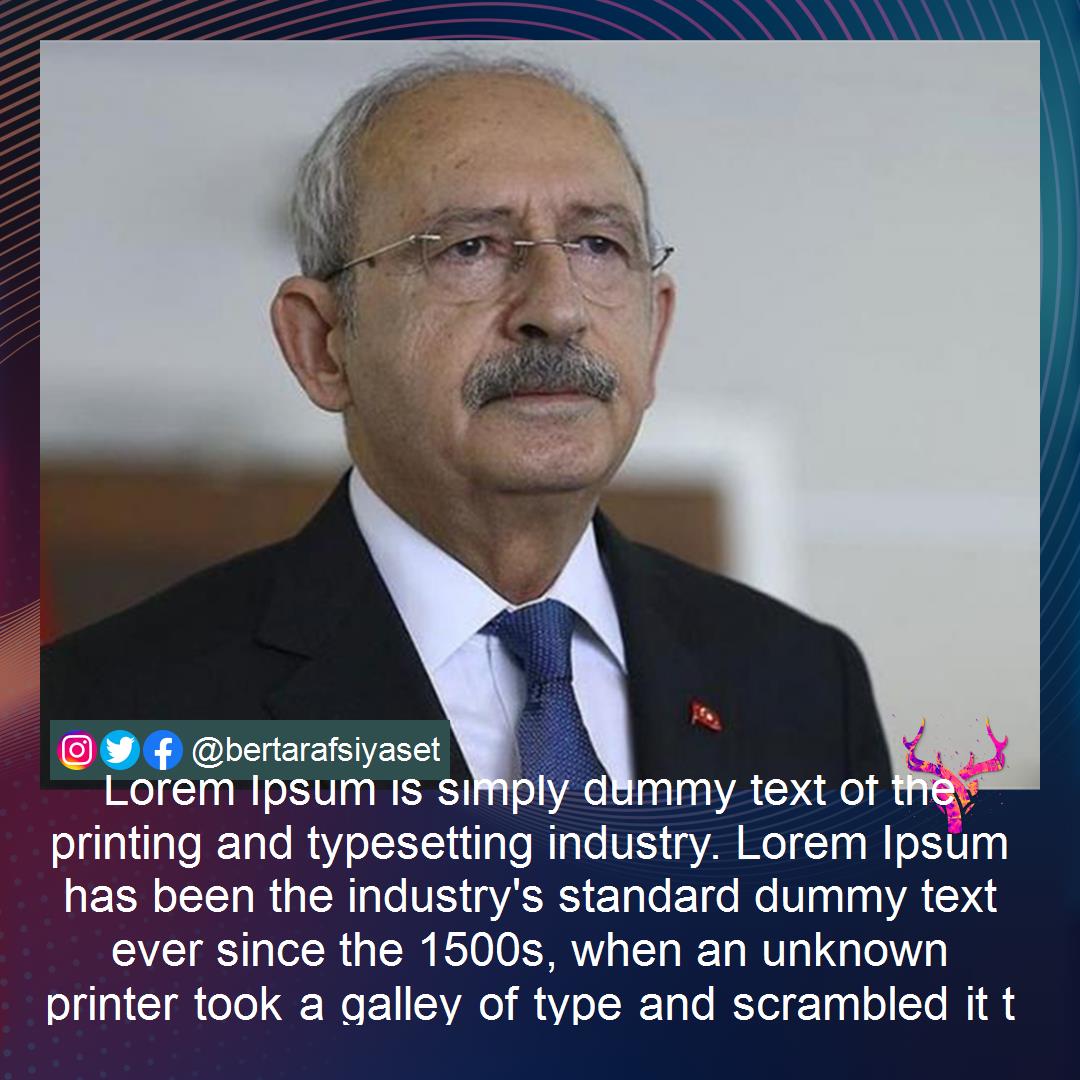 @bertarafsiyaset
Lorem Ipsum is simply dummy text of the
printing and typesetting industry. Lorem Ipsum
has been the industry's standard dummy text
ever since the 1500s, when an unknown
printer took a galley of type and scrambled it t